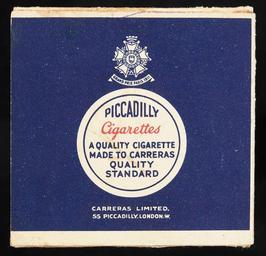 PICCADILLY
Cigarettes
A QUALITY CIGARETTE
MADE TO CARRERAS
QUALITY
STANDARD
CARRERAS LIMITED.
55 PICCADILLY.LONDON.W.